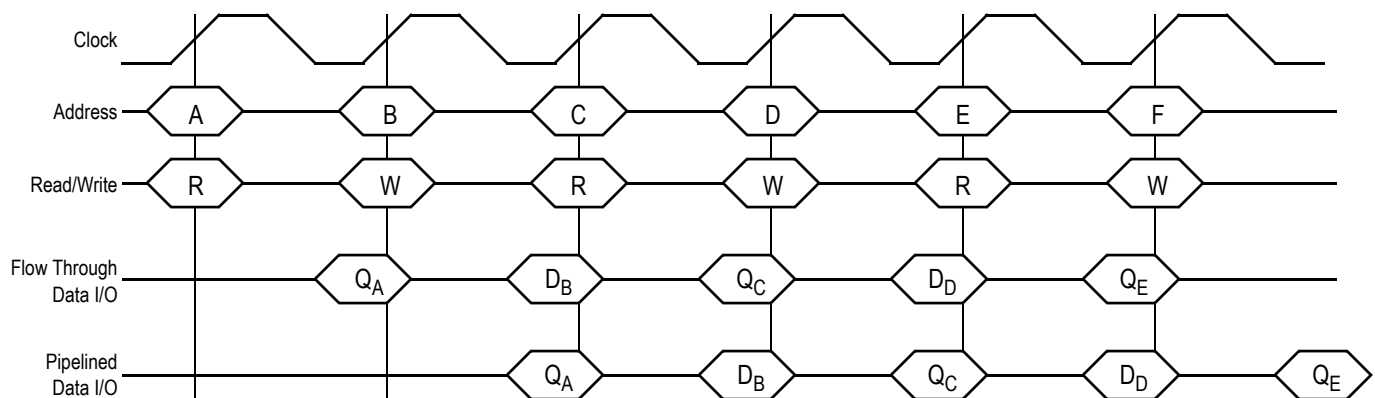 Clock
Address A B C D E F
Read/Write R W R W R W
Flow Through
Data I/O
QA DB QC DD QE
Pipelined
Data I/O
QA DB QC DD QE